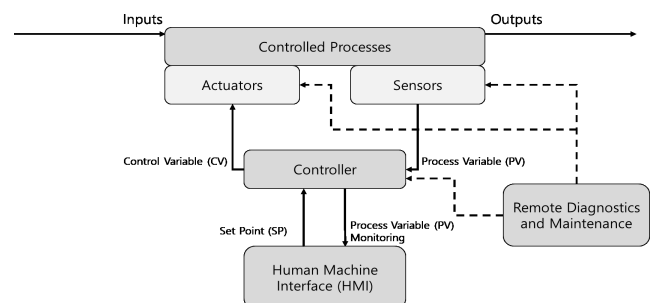 Inputs
Outputs
Controlled Processes
Actuators
Sensors
Control Variable (CV)
Process Variable (PV)
Controller
Set Point (SP)
Process Variable (PV)
Monitoring
Remote Diagnostics
and Maintenance
Human Machine
Interface (HMI)